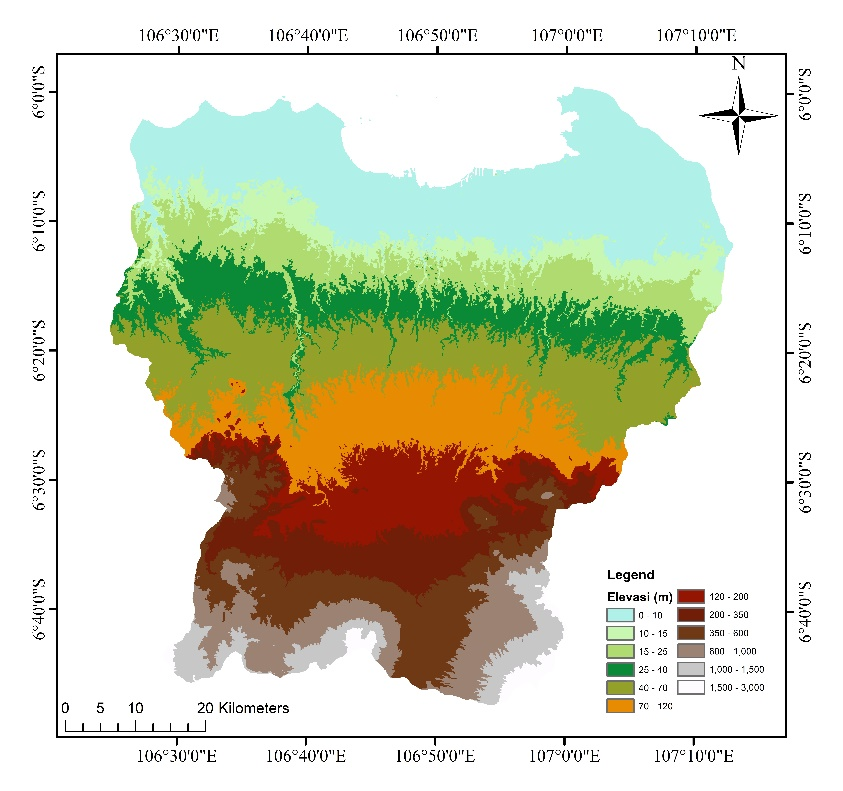 106°30'0"E 106°40'0"E 106°50'0"E 107°0'0"E 107°10'0"E
N
6°0'0"S 6°0'0"S
6°10'0"S 6°10'0"S
6°20'0"S 6°20'0"S
6°30'0"S 6°30'0"S
6°40'0"S 6°40'0"S
Legend
Elevasi (m)
0 - 10
10 - 15
15 - 25
25 - 40
40 - 70
70 - 120
120 - 200
200 - 350
350 - 600
600 - 1,000
1,000 - 1,500
1,500 - 3,000
0 5 10 20 Kilometers
106°30'0"E 106°40'0"E 106°50'0"E 107°0'0"E 107°10'0"E